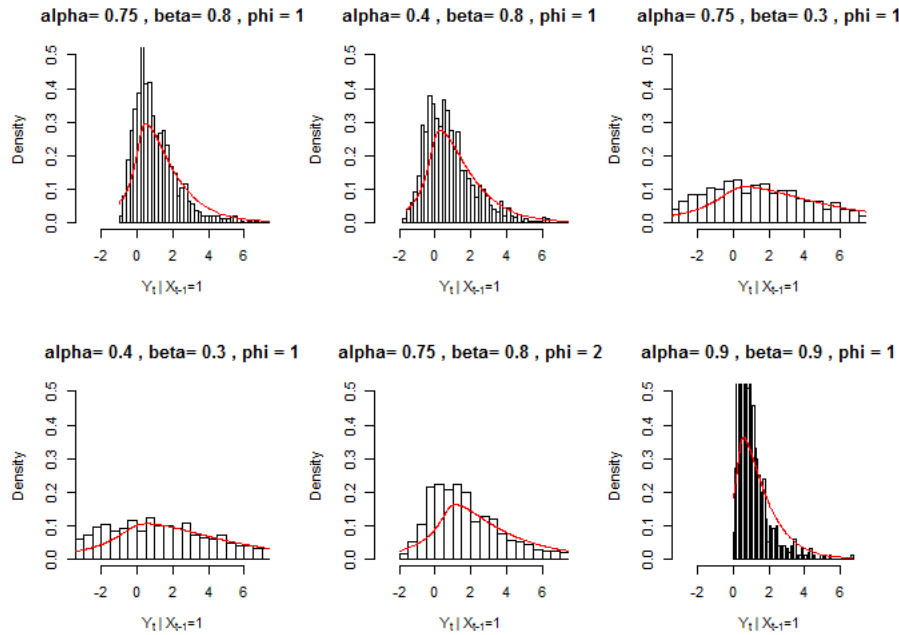 alpha= 0.75 , beta= 0.8 , phi = 1
0.5
0.4
0.3
0.2
0.1
0.0
Density
-2 0 2 4 6
Yt | Xt-1=1
alpha= 0.4 , beta= 0.8 , phi = 1
0.5
0.4
0.3
0.2
0.1
0.0
Density
-2 0 2 4 6
Yt | Xt-1=1
alpha= 0.75 , beta= 0.3 , phi = 1
0.5
0.4
0.3
0.2
0.1
0.0
Density
-2 0 2 4 6
Yt | Xt-1=1
alpha= 0.4 , beta= 0.3 , phi = 1
0.5
0.4
0.3
0.2
0.1
0.0
Density
-2 0 2 4 6
Yt | Xt-1=1
alpha= 0.75 , beta= 0.8 , phi = 2
0.5
0.4
0.3
0.2
0.1
0.0
Density
-2 0 2 4 6
Yt | Xt-1=1
alpha= 0.9 , beta= 0.9 , phi = 1
0.5
0.4
0.3
0.2
0.1
0.0
Density
-2 0 2 4 6
Yt | Xt-1=1